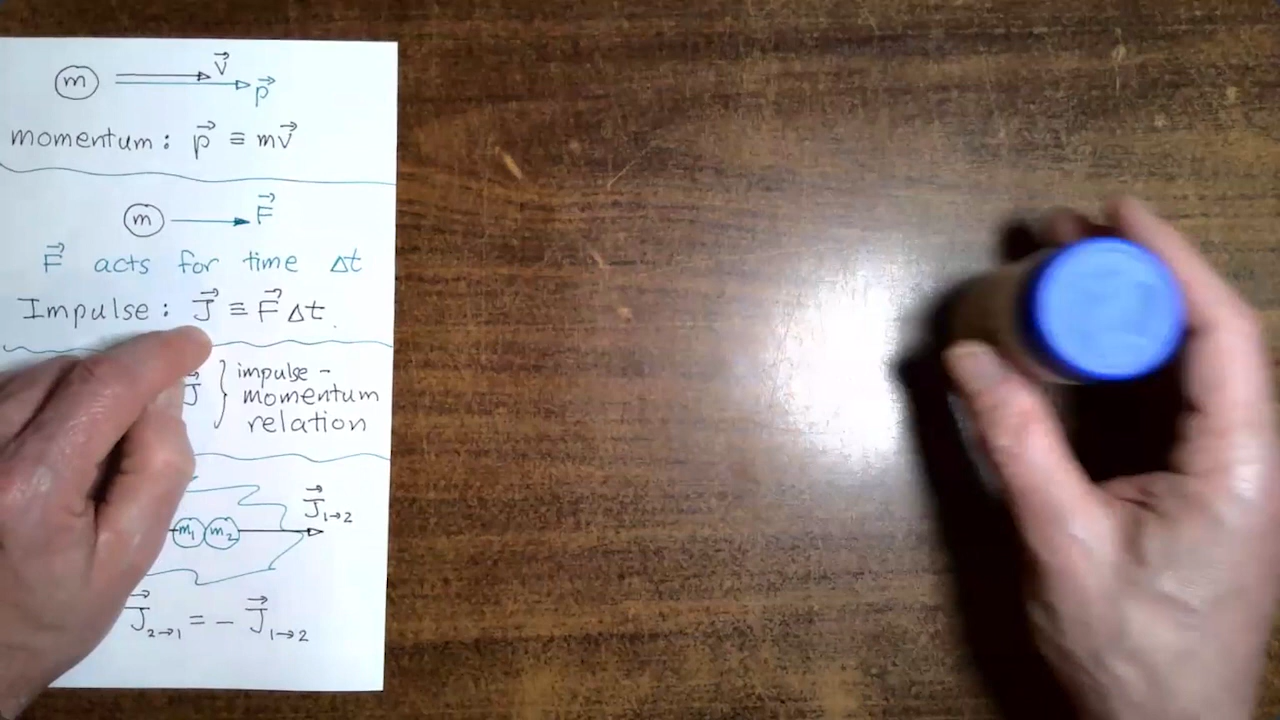 m v⃗
p⃗
momentum: p⃗ ≡ mv⃗
m F⃗
F⃗ acts for time Δt
Impulse: J⃗ ≡ F⃗ Δt.
J⃗ } impulse -
momentum
relation
J⃗₁→₂
m₁ m₂
J⃗₂→₁ = - J⃗₁→₂